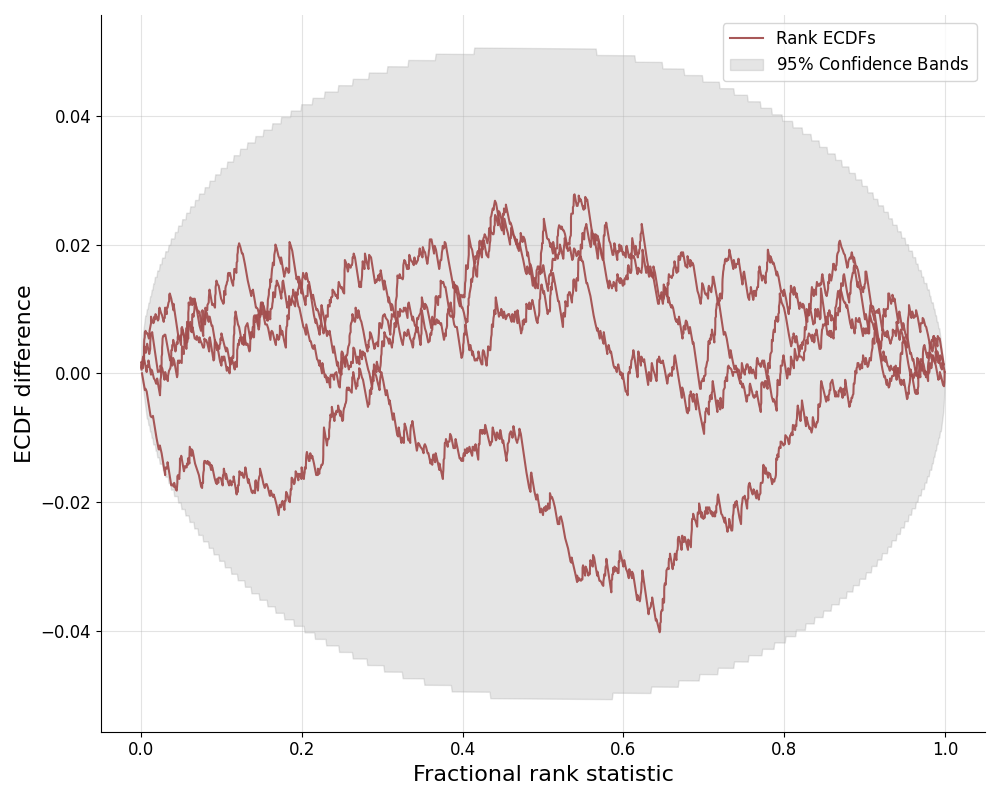 Rank ECDFs
95% Confidence Bands
ECDF difference
0.04
0.02
0.00
−0.02
−0.04
0.0 0.2 0.4 0.6 0.8 1.0
Fractional rank statistic